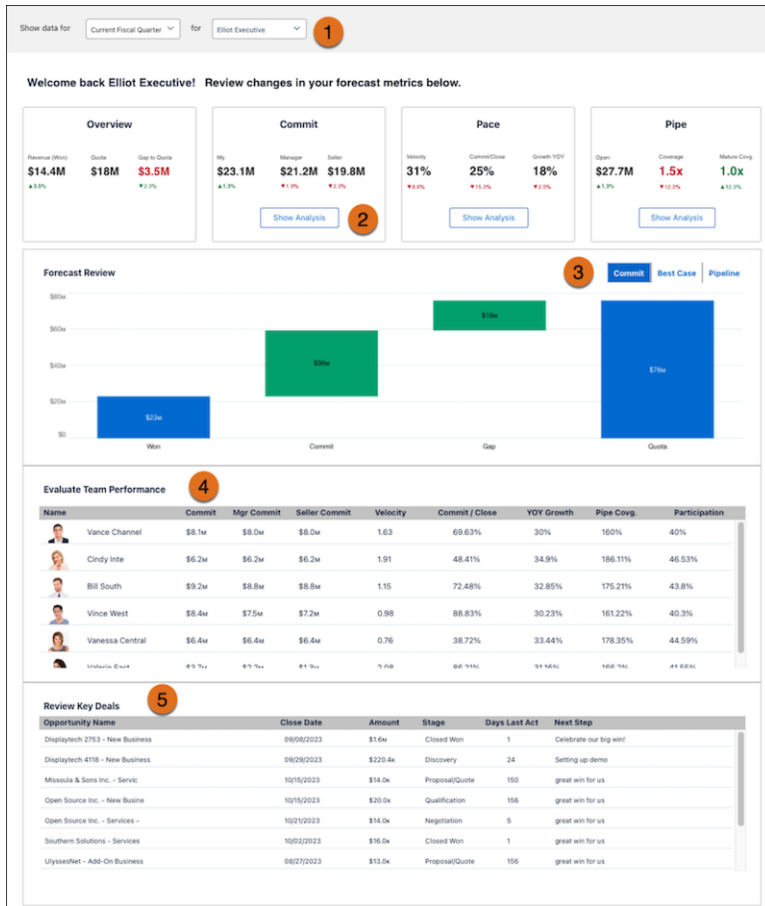 Show data for Current Fiscal Quarter for Elliot Executive 1
Welcome back Elliot Executive! Review changes in your forecast metrics below.
Overview
Revenue (Won) Quota Gap to Quota
$14.4M $18M $3.5M
▲3.5% ▼2.3%
Commit
My Manager Seller
$23.1M $21.2M $19.8M
▲1.3% ▼1.9% ▼2.3%
Show Analysis 2
Pace
Velocity Commit/Close Growth YOY
31% 25% 18%
▼15.3% ▼2.5%
Show Analysis
Pipe
Open Coverage Mature Covg.
$27.7M 1.5x 1.0x
▲1.3% ▼12.3% ▲12.3%
Show Analysis
Forecast Review 3 Commit Best Case Pipeline
$80M
$60M
$40M
$20M
$0
$23M
$76M
Won Commit Gap Quota
Evaluate Team Performance 4
Name Commit Mgr Commit Seller Commit Velocity Commit / Close YOY Growth Pipe Covg. Participation
Vance Channel $8.1M $8.0M $8.0M 1.63 69.63% 30% 160% 40%
Cindy Inte $6.2M $6.2M $6.2M 1.91 48.41% 34.9% 186.11% 46.53%
Bill South $9.2M $8.8M $8.8M 1.15 72.48% 32.85% 175.21% 43.8%
Vince West $8.4M $7.5M $7.2M 0.98 88.83% 30.23% 161.22% 40.3%
Vanessa Central $6.4M $6.4M $6.4M 0.76 38.72% 33.44% 178.35% 44.59%
Valerie East
Review Key Deals 5
Opportunity Name Close Date Amount Stage Days Last Act Next Step
Displaytech 2753 - New Business 09/08/2023 $1.6M Closed Won 1 Celebrate our big win!
Displaytech 4118 - New Business 09/29/2023 $220.4K Discovery 24 Setting up demo
Missoula & Sons Inc. - Servic 10/15/2023 $14.0K Proposal/Quote 150 great win for us
Open Source Inc. - New Busine 10/15/2023 $20.0K Qualification 156 great win for us
Open Source Inc. - Services - 10/21/2023 $14.0K Negotiation 5 great win for us
Southern Solutions - Services 10/02/2023 $16.0K Closed Won 1 great win for us
UlyssesNet - Add-On Business 08/27/2023 $13.0K Proposal/Quote 156 great win for us